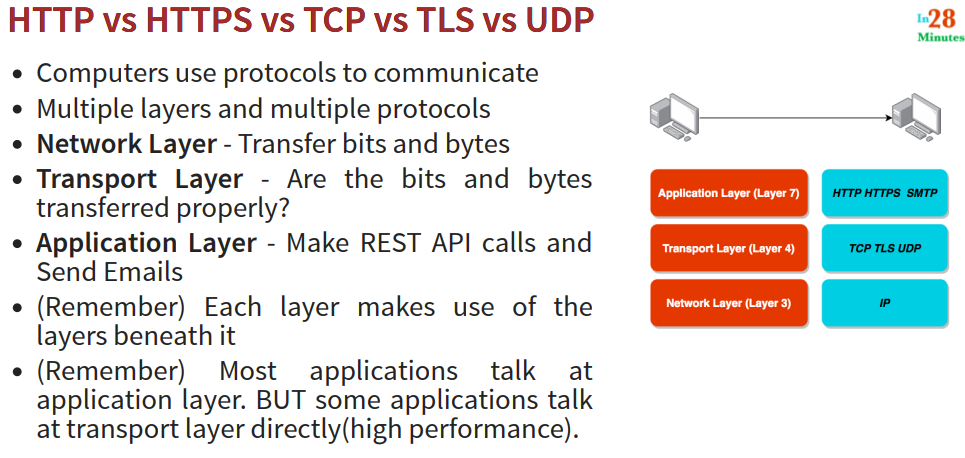 HTTP vs HTTPS vs TCP vs TLS vs UDP
In28
Minutes
• Computers use protocols to communicate
• Multiple layers and multiple protocols
• Network Layer - Transfer bits and bytes
• Transport Layer - Are the bits and bytes
transferred properly?
• Application Layer - Make REST API calls and
Send Emails
• (Remember) Each layer makes use of the
layers beneath it
• (Remember) Most applications talk at
application layer. BUT some applications talk
at transport layer directly(high performance).
Application Layer (Layer 7)
HTTP HTTPS SMTP
Transport Layer (Layer 4)
TCP TLS UDP
Network Layer (Layer 3)
IP